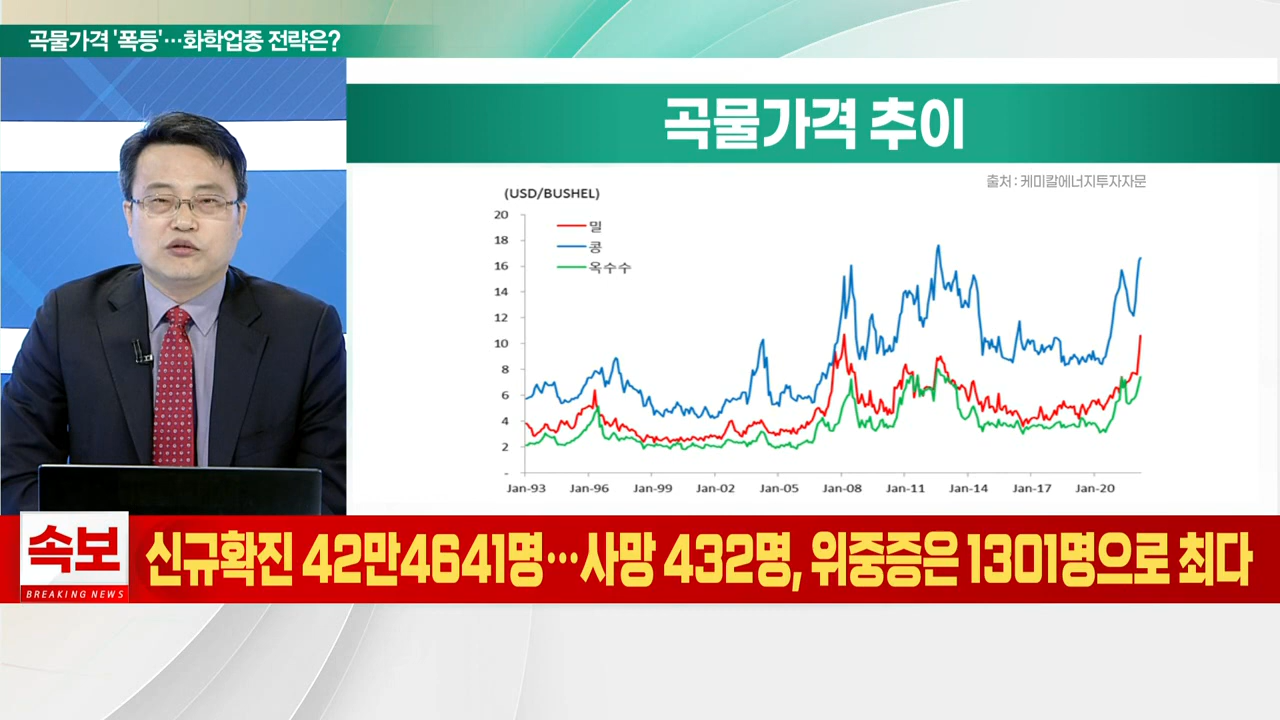 곡물가격 '폭등'…화학업종 전략은?
곡물가격 추이
출처 : 케미칼에너지투자자문
(USD/BUSHEL)
20
18
16
14
12
10
8
6
4
2
-
밀
콩
옥수수
Jan-93 Jan-96 Jan-99 Jan-02 Jan-05 Jan-08 Jan-11 Jan-14 Jan-17 Jan-20
속보
BREAKING NEWS
신규확진 42만4641명…사망 432명, 위중증은 1301명으로 최다